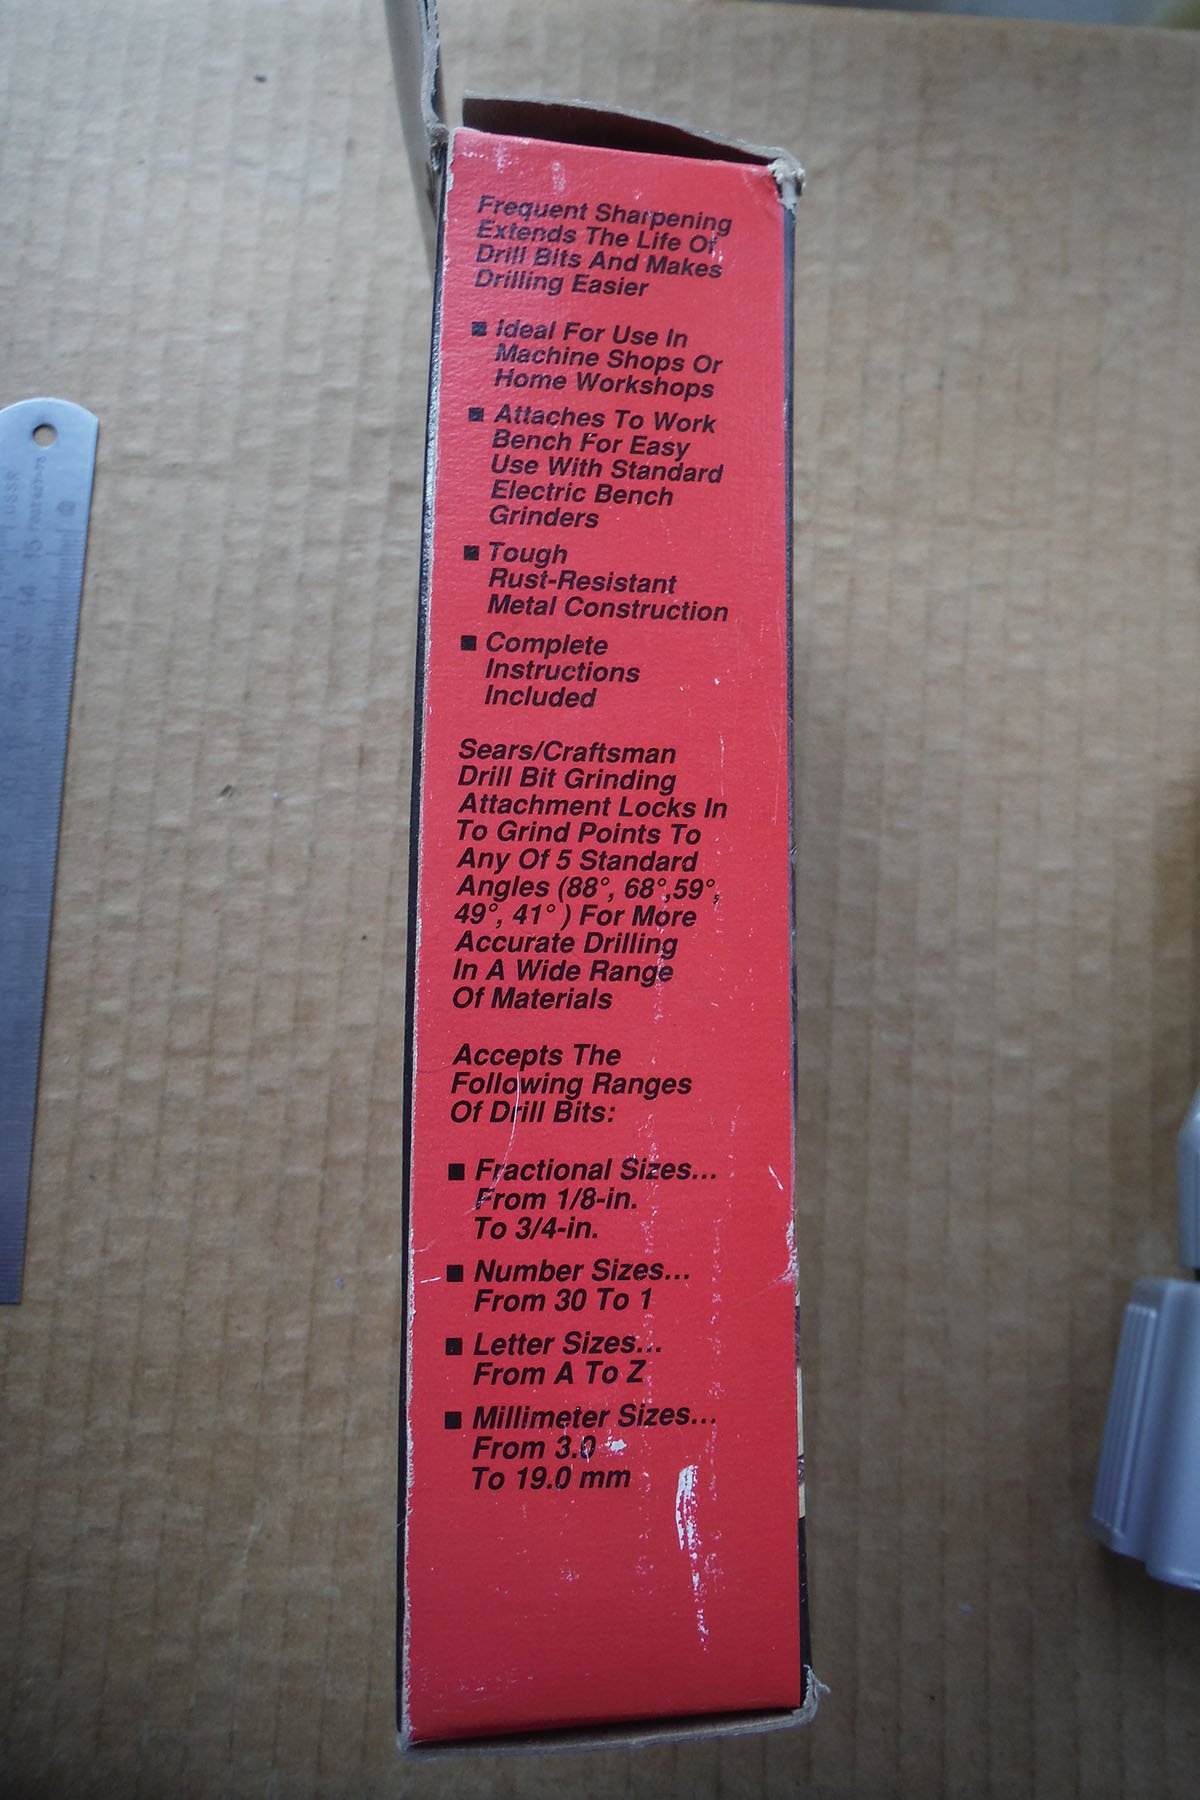 Frequent Sharpening
Extends The Life Of
Drill Bits And Makes
Drilling Easier
■ Ideal For Use In
Machine Shops Or
Home Workshops
■ Attaches To Work
Bench For Easy
Use With Standard
Electric Bench
Grinders
■ Tough
Rust-Resistant
Metal Construction
■ Complete
Instructions
Included
Sears/Craftsman
Drill Bit Grinding
Attachment Locks In
To Grind Points To
Any Of 5 Standard
Angles (88°, 68°,59°,
49°, 41° ) For More
Accurate Drilling
In A Wide Range
Of Materials
Accepts The
Following Ranges
Of Drill Bits:
■ Fractional Sizes...
From 1/8-in.
To 3/4-in.
■ Number Sizes...
From 30 To 1
■ Letter Sizes...
From A To Z
■ Millimeter Sizes...
From 3.0
To 19.0 mm
15
14